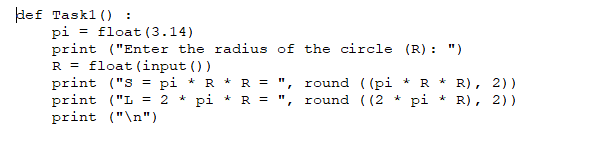 def Task1() :
    pi = float(3.14)
    print ("Enter the radius of the circle (R): ")
    R = float(input())
    print ("S = pi * R * R = ", round ((pi * R * R), 2))
    print ("L = 2 * pi * R = ", round ((2 * pi * R), 2))
    print ("\n")